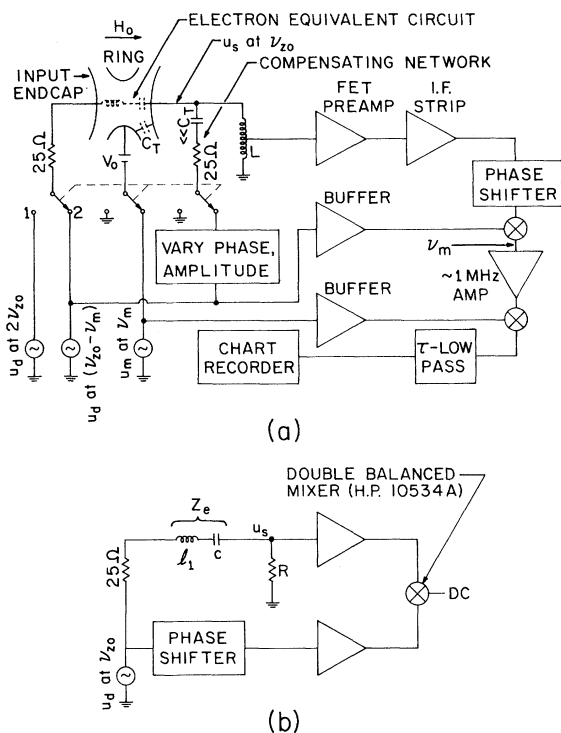 H₀
RING
ELECTRON EQUIVALENT CIRCUIT
u_s at ν_z0
COMPENSATING NETWORK
INPUT
ENDCAP
C_T
<<C_T
25Ω
V₀
25Ω
L
FET
PREAMP
I.F.
STRIP
PHASE
SHIFTER
1
2
VARY PHASE,
AMPLITUDE
BUFFER
ν_m
~1 MHz
AMP
BUFFER
CHART
RECORDER
τ-LOW
PASS
u_d at 2ν_z0
u_d at (ν_z0 - ν_m)
u_m at ν_m
(a)
DOUBLE BALANCED
MIXER (H.P. 10534A)
Z_e
25Ω
ℓ₁
c
u_s
R
DC
PHASE
SHIFTER
u_d at ν_z0
(b)